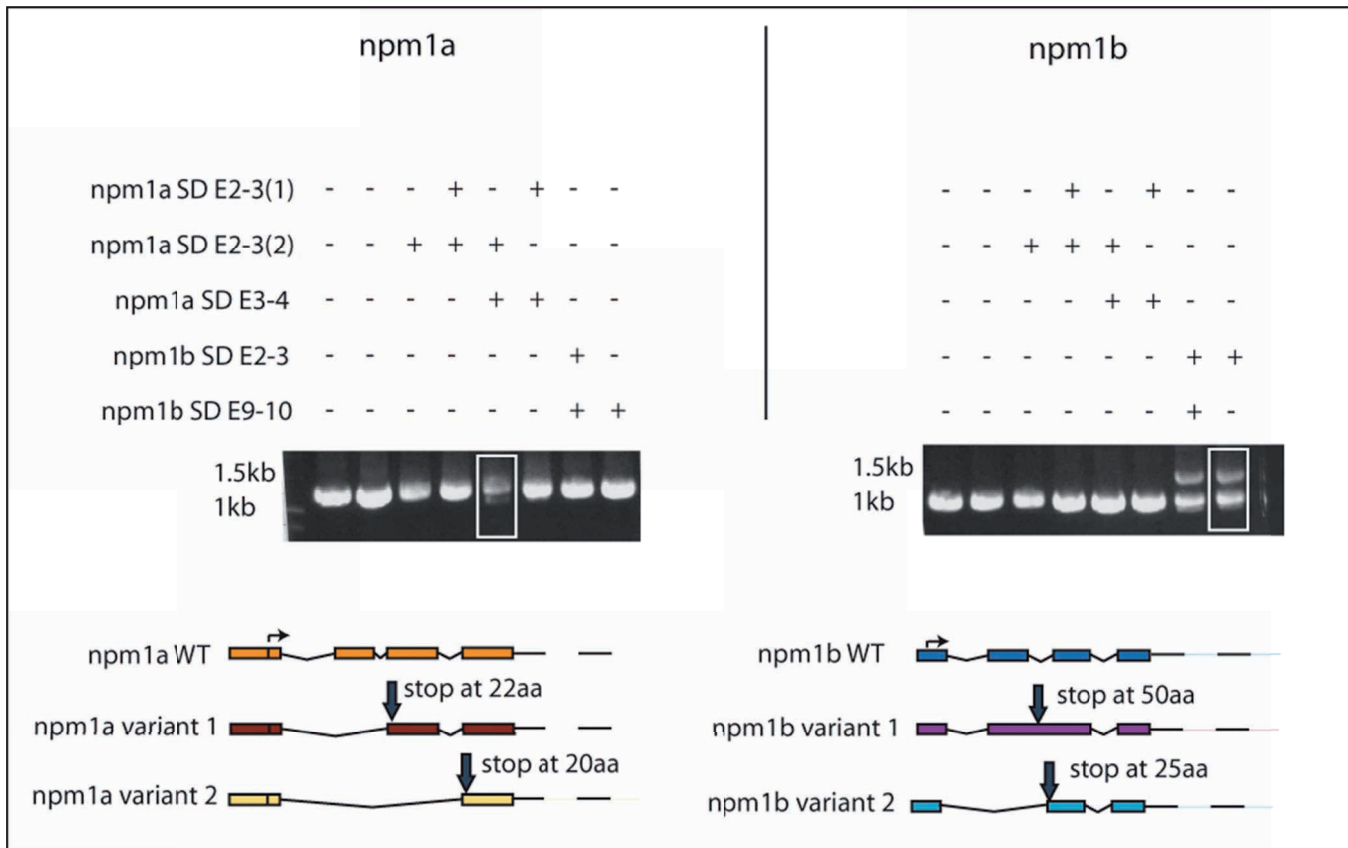 npm1a
npm1b
npm1a SD E2-3(1) - - - + - + - -
- - - + - + - -
npm1a SD E2-3(2) - - + + + - - -
- - + + + - - -
npm1a SD E3-4 - - - - + + - -
- - - - + + - -
npm1b SD E2-3 - - - - - - + -
- - - - - - + +
npm1b SD E9-10 - - - - - - + +
- - - - - - + -
1.5kb
1kb
1.5kb
1kb
npm1a WT
npm1b WT
stop at 22aa
stop at 50aa
npm1a variant 1
npm1b variant 1
stop at 20aa
stop at 25aa
npm1a variant 2
npm1b variant 2